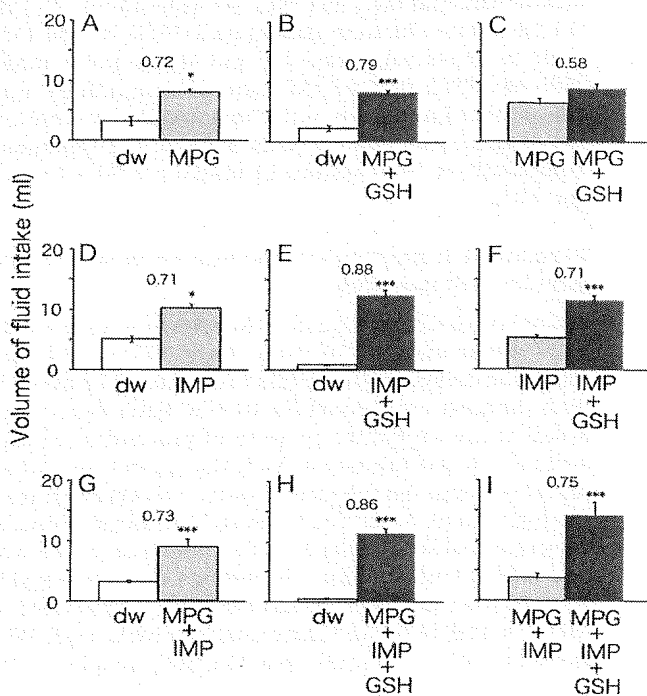 Volume of fluid intake (ml)
A
20
10
0
0.72
*
dw MPG
B
0.79
***
dw MPG
+
GSH
C
0.58
MPG MPG
+
GSH
D
20
10
0
0.71
*
dw IMP
E
0.88
***
dw IMP
+
GSH
F
0.71
***
IMP IMP
+
GSH
G
20
10
0
0.73
***
dw MPG
+
IMP
H
0.86
***
dw MPG
+
IMP
+
GSH
I
0.75
***
MPG MPG
+ +
IMP IMP
+
GSH